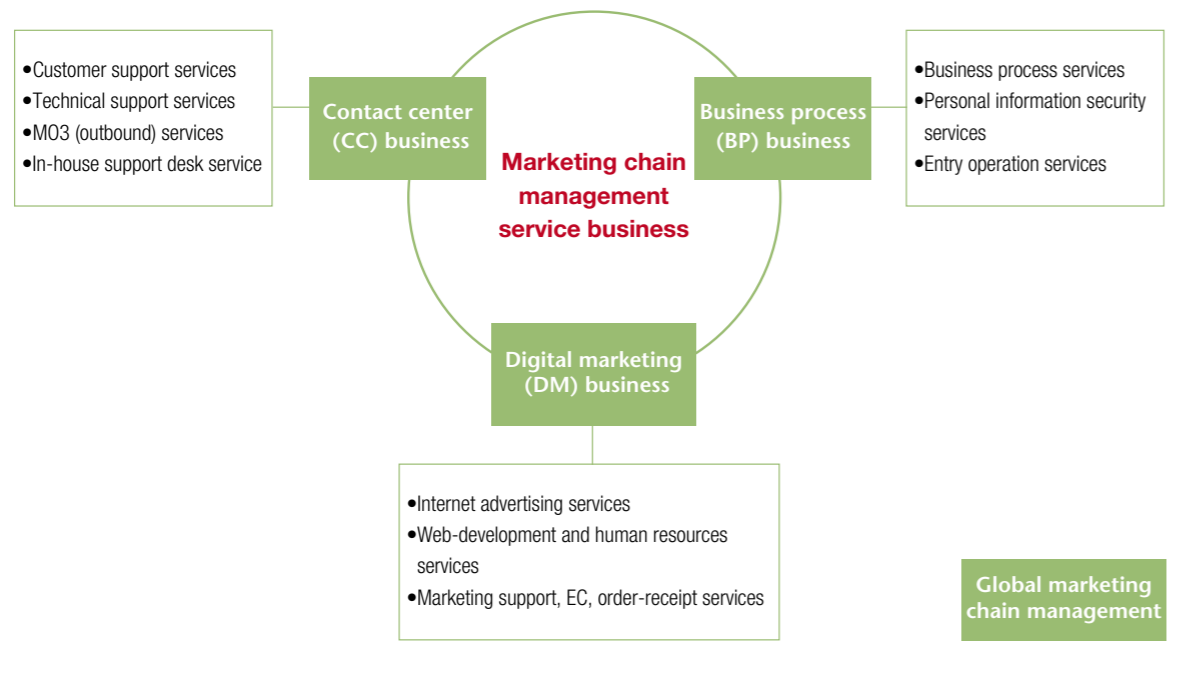 •Customer support services
•Technical support services
•MO3 (outbound) services
•In-house support desk service
Contact center
(CC) business
Marketing chain
management
service business
Business process
(BP) business
•Business process services
•Personal information security
services
•Entry operation services
Digital marketing
(DM) business
•Internet advertising services
•Web-development and human resources
services
•Marketing support, EC, order-receipt services
Global marketing
chain management